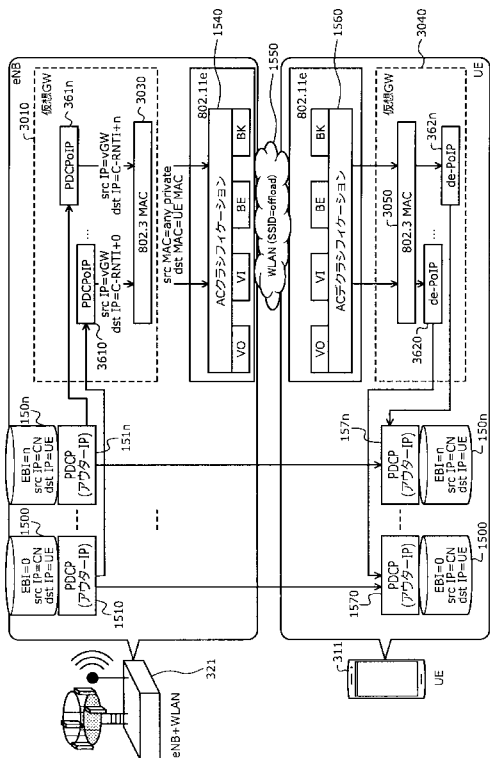 eNB
3010
仮想GW
361n
PDCPoIP
src IP=vGW
dst IP=C-RNTI+n
3030
802.3 MAC
...
PDCPoIP
3610
src IP=vGW
dst IP=C-RNTI+0
src MAC=any private
dst MAC=UE MAC
802.11e
1540
ACクラシフィケーション
VO
VI
BE
BK
150n
EBI=n
src IP=CN
dst IP=UE
PDCP
(アウターIP)
151n
1500
EBI=0
src IP=CN
dst IP=UE
PDCP
(アウターIP)
1510
321
eNB+WLAN
1550
WLAN (SSID=offload)
UE
802.11e
VO
VI
BE
BK
ACデクラシフィケーション
1560
3040
仮想GW
3050
802.3 MAC
362n
de-PoIP
...
de-PoIP
3620
157n
PDCP
(アウターIP)
EBI=n
src IP=CN
dst IP=UE
150n
1570
PDCP
(アウターIP)
EBI=0
src IP=CN
dst IP=UE
1500
311
UE